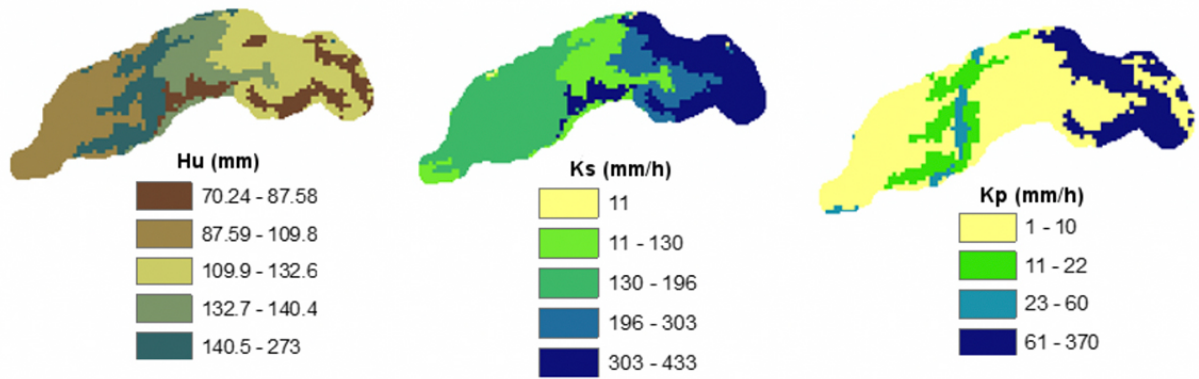 Hu (mm)
70.24 - 87.58
87.59 - 109.8
109.9 - 132.6
132.7 - 140.4
140.5 - 273
Ks (mm/h)
11
11 - 130
130 - 196
196 - 303
303 - 433
Kp (mm/h)
1 - 10
11 - 22
23 - 60
61 - 370